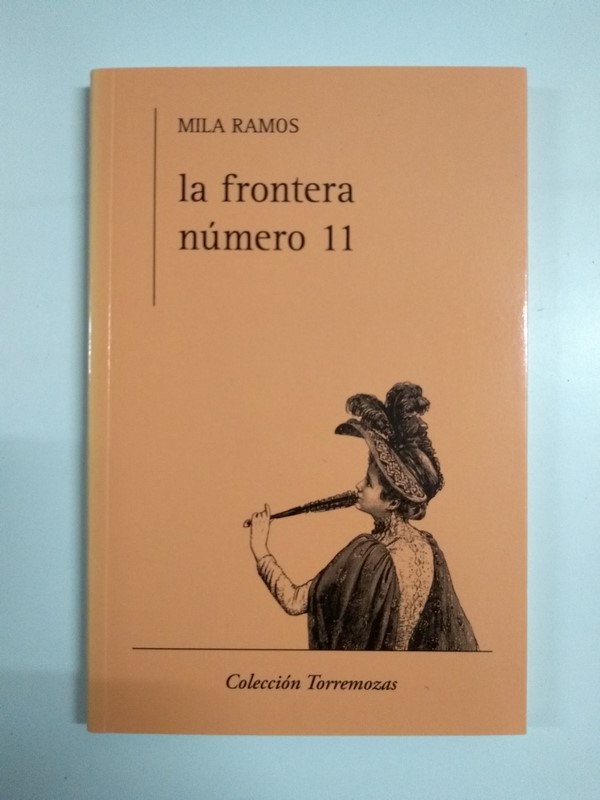 MILA RAMOS
la frontera
número 11
Colección Torremozas